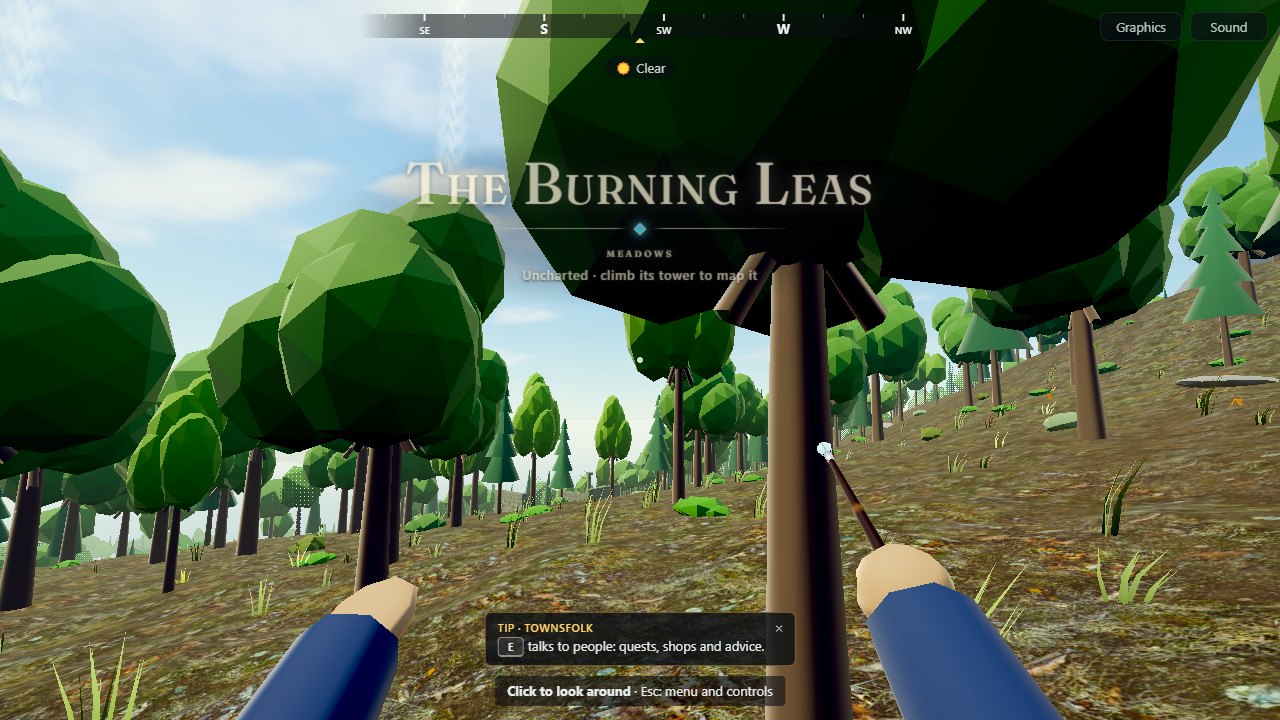 SE S SW W NW
Graphics
Sound
Clear
THE BURNING LEAS
MEADOWS
Uncharted · climb its tower to map it
TIP · TOWNSFOLK
×
E talks to people: quests, shops and advice.
Click to look around · Esc: menu and controls